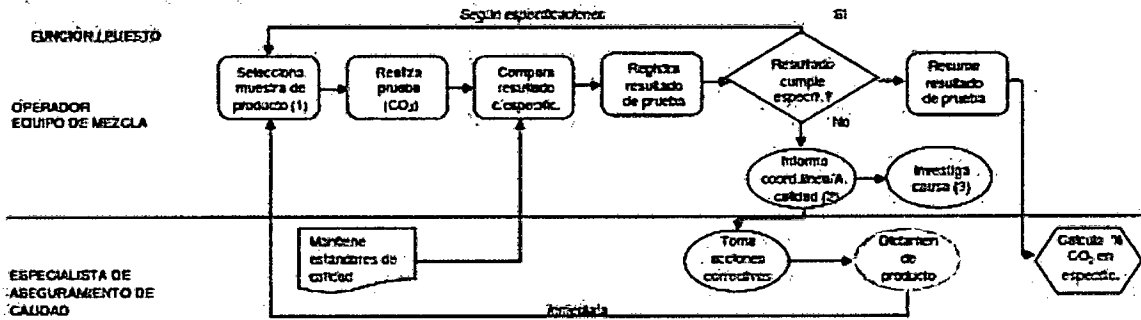 Según especificaciones
SI
FUNCIÓN / PUESTO
Selecciona
muestra de
producto (1)
Realiza
prueba
(CO₂)
Compara
resultado
c/especific.
Registra
resultado
de prueba
Resultado
cumple
especif.?
Resume
resultado
de prueba
OPERADOR
EQUIPO DE MEZCLA
No
Informa
coord.línea/A.
calidad (2)
Investiga
causa (3)
Mantiene
estándares de
calidad
Toma
acciones
correctivas
Dictamen
de
producto
Calcula %
CO₂ en
especific.
ESPECIALISTA DE
ASEGURAMIENTO DE
CALIDAD
Inmediata